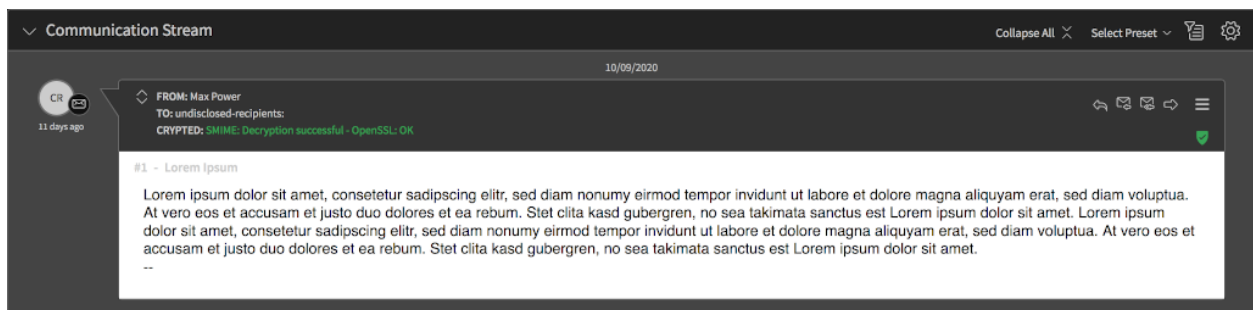 Communication Stream
Collapse All
Select Preset
10/09/2020
CR
11 days ago
FROM: Max Power
TO: undisclosed-recipients:
CRYPTED: SMIME: Decryption successful - OpenSSL: OK
#1 - Lorem Ipsum
Lorem ipsum dolor sit amet, consetetur sadipscing elitr, sed diam nonumy eirmod tempor invidunt ut labore et dolore magna aliquyam erat, sed diam voluptua.
At vero eos et accusam et justo duo dolores et ea rebum. Stet clita kasd gubergren, no sea takimata sanctus est Lorem ipsum dolor sit amet. Lorem ipsum
dolor sit amet, consetetur sadipscing elitr, sed diam nonumy eirmod tempor invidunt ut labore et dolore magna aliquyam erat, sed diam voluptua. At vero eos et
accusam et justo duo dolores et ea rebum. Stet clita kasd gubergren, no sea takimata sanctus est Lorem ipsum dolor sit amet.
--